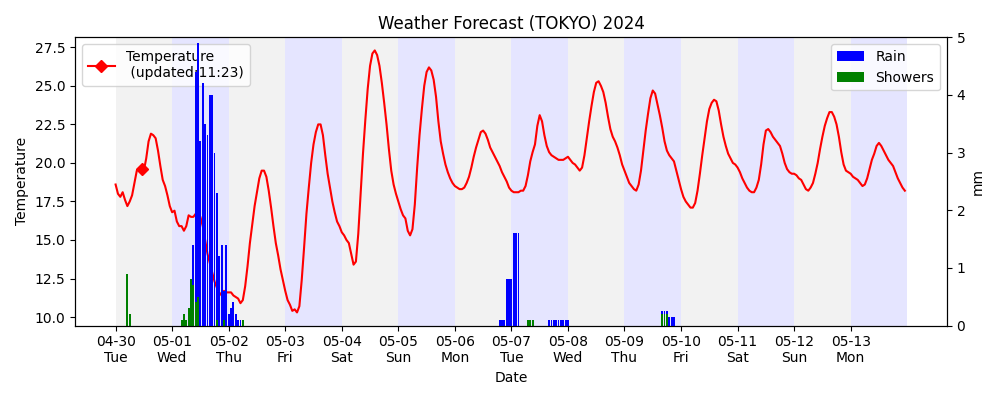 Weather Forecast (TOKYO) 2024
Temperature
(updated 11:23)
Rain
Showers
27.5
25.0
22.5
20.0
17.5
15.0
12.5
10.0
Temperature
5
4
3
2
1
0
mm
04-30 05-01 05-02 05-03 05-04 05-05 05-06 05-07 05-08 05-09 05-10 05-11 05-12 05-13
Tue Wed Thu Fri Sat Sun Mon Tue Wed Thu Fri Sat Sun Mon
Date